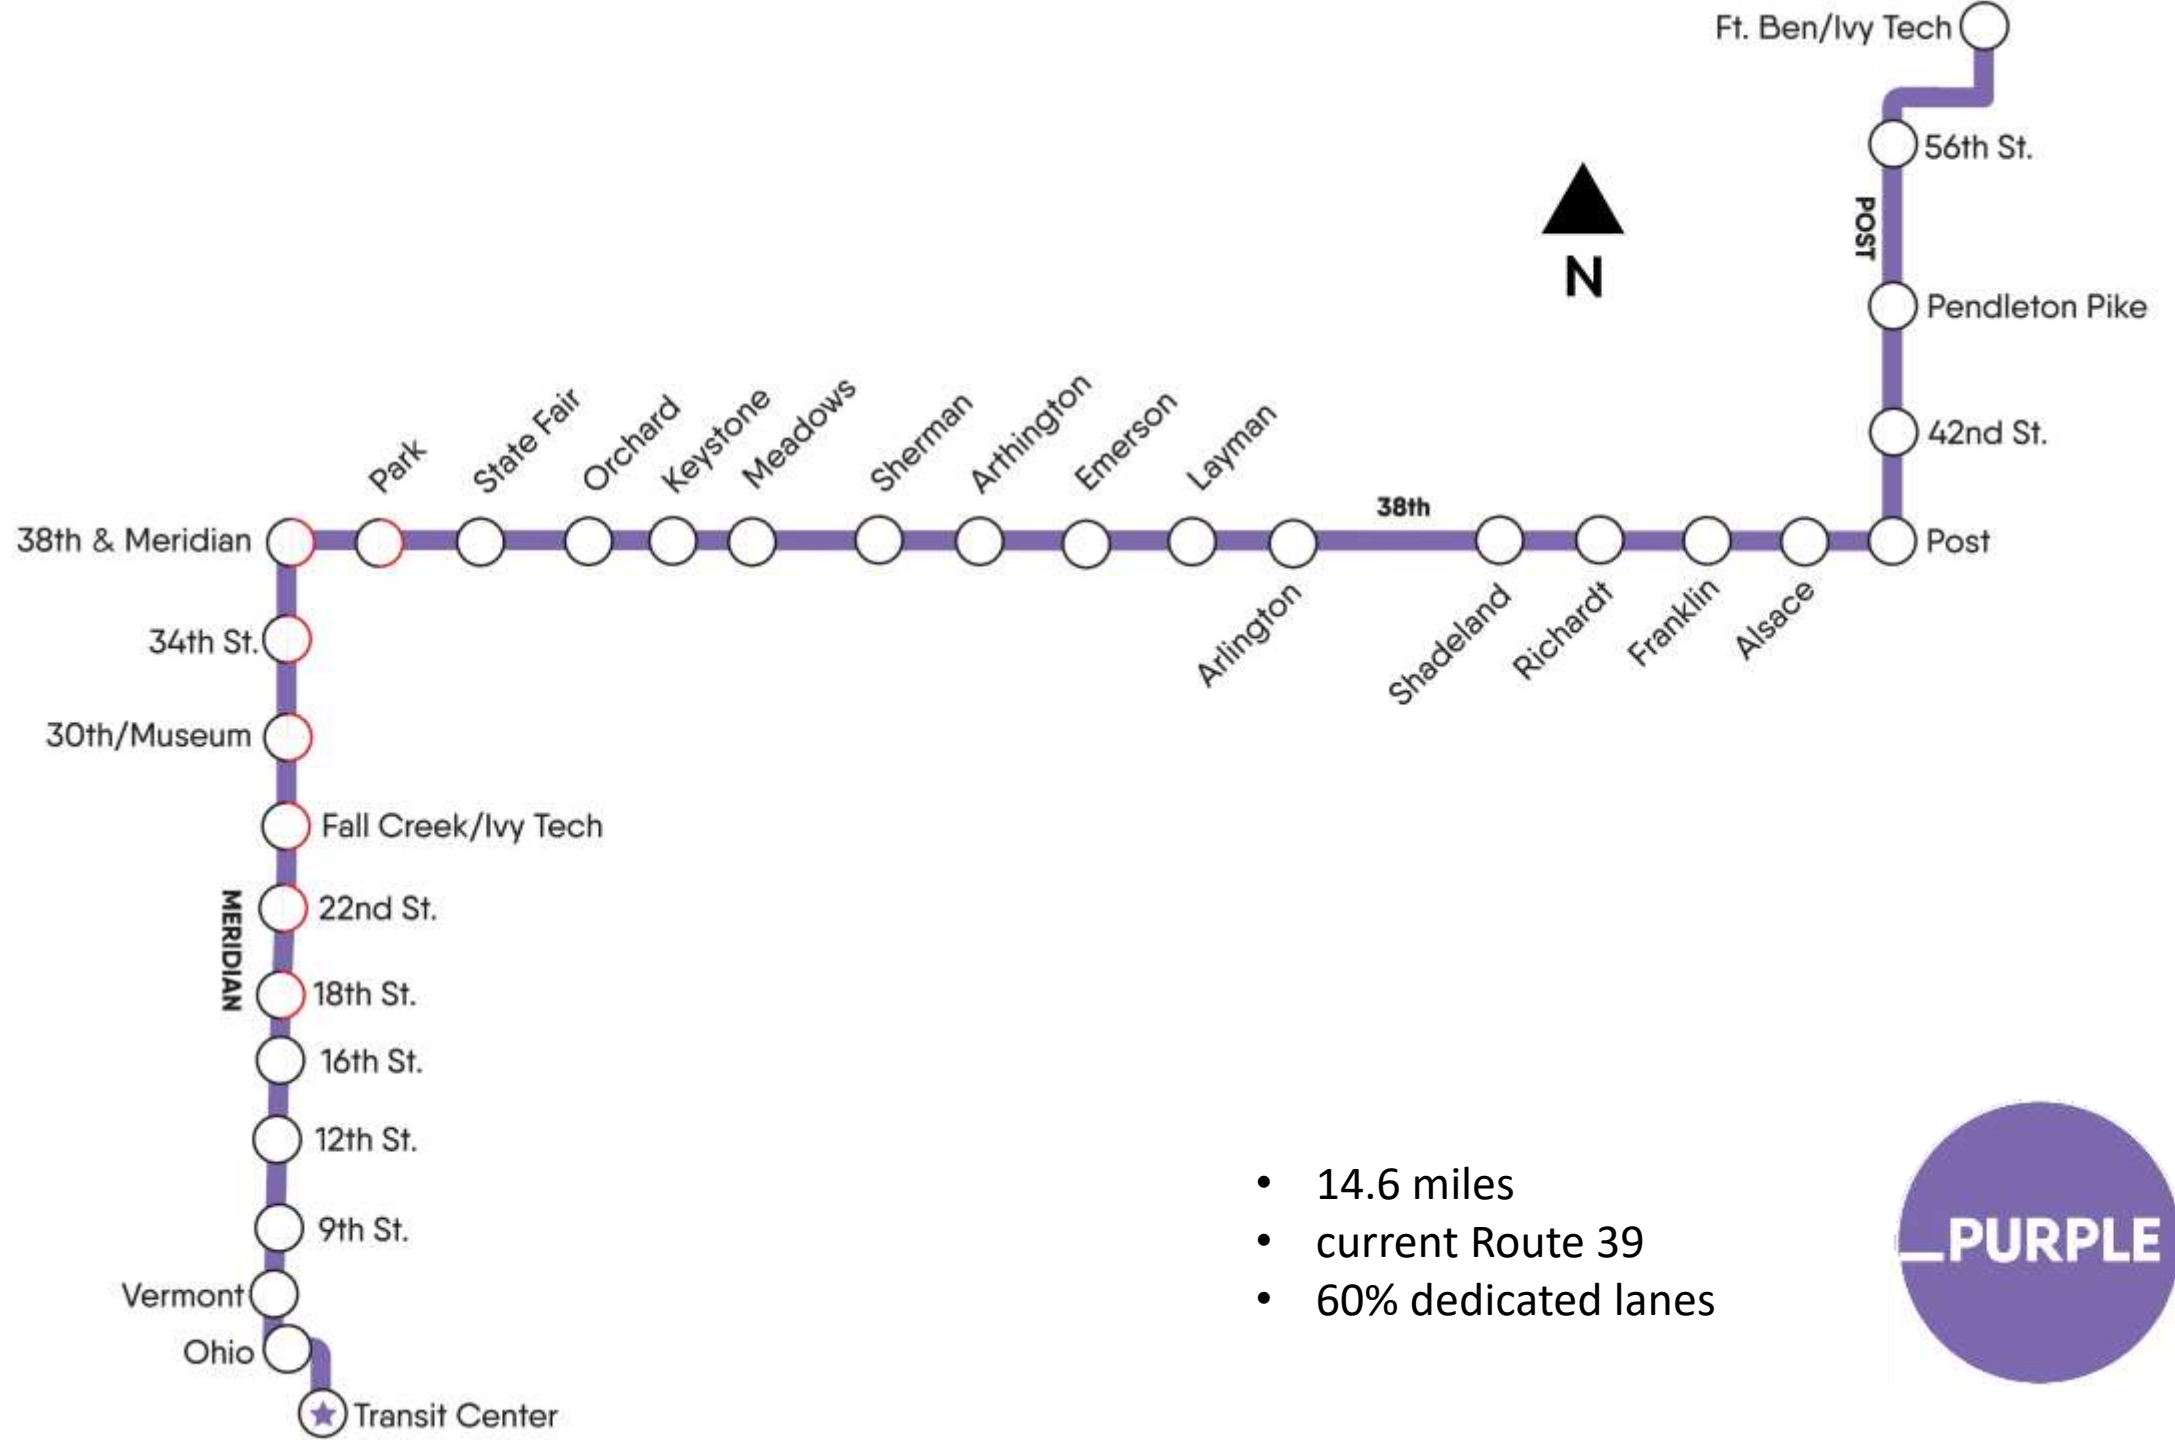 Ft. Ben/Ivy Tech
56th St.
POST
N
Pendleton Pike
42nd St.
Park
State Fair
Orchard
Keystone
Meadows
Sherman
Arthington
Emerson
Layman
38th
38th & Meridian
Post
Arlington
Shadeland
Richardt
Franklin
Alsace
34th St.
30th/Museum
Fall Creek/Ivy Tech
MERIDIAN
22nd St.
18th St.
16th St.
12th St.
9th St.
Vermont
Ohio
Transit Center
• 14.6 miles
• current Route 39
• 60% dedicated lanes
_PURPLE